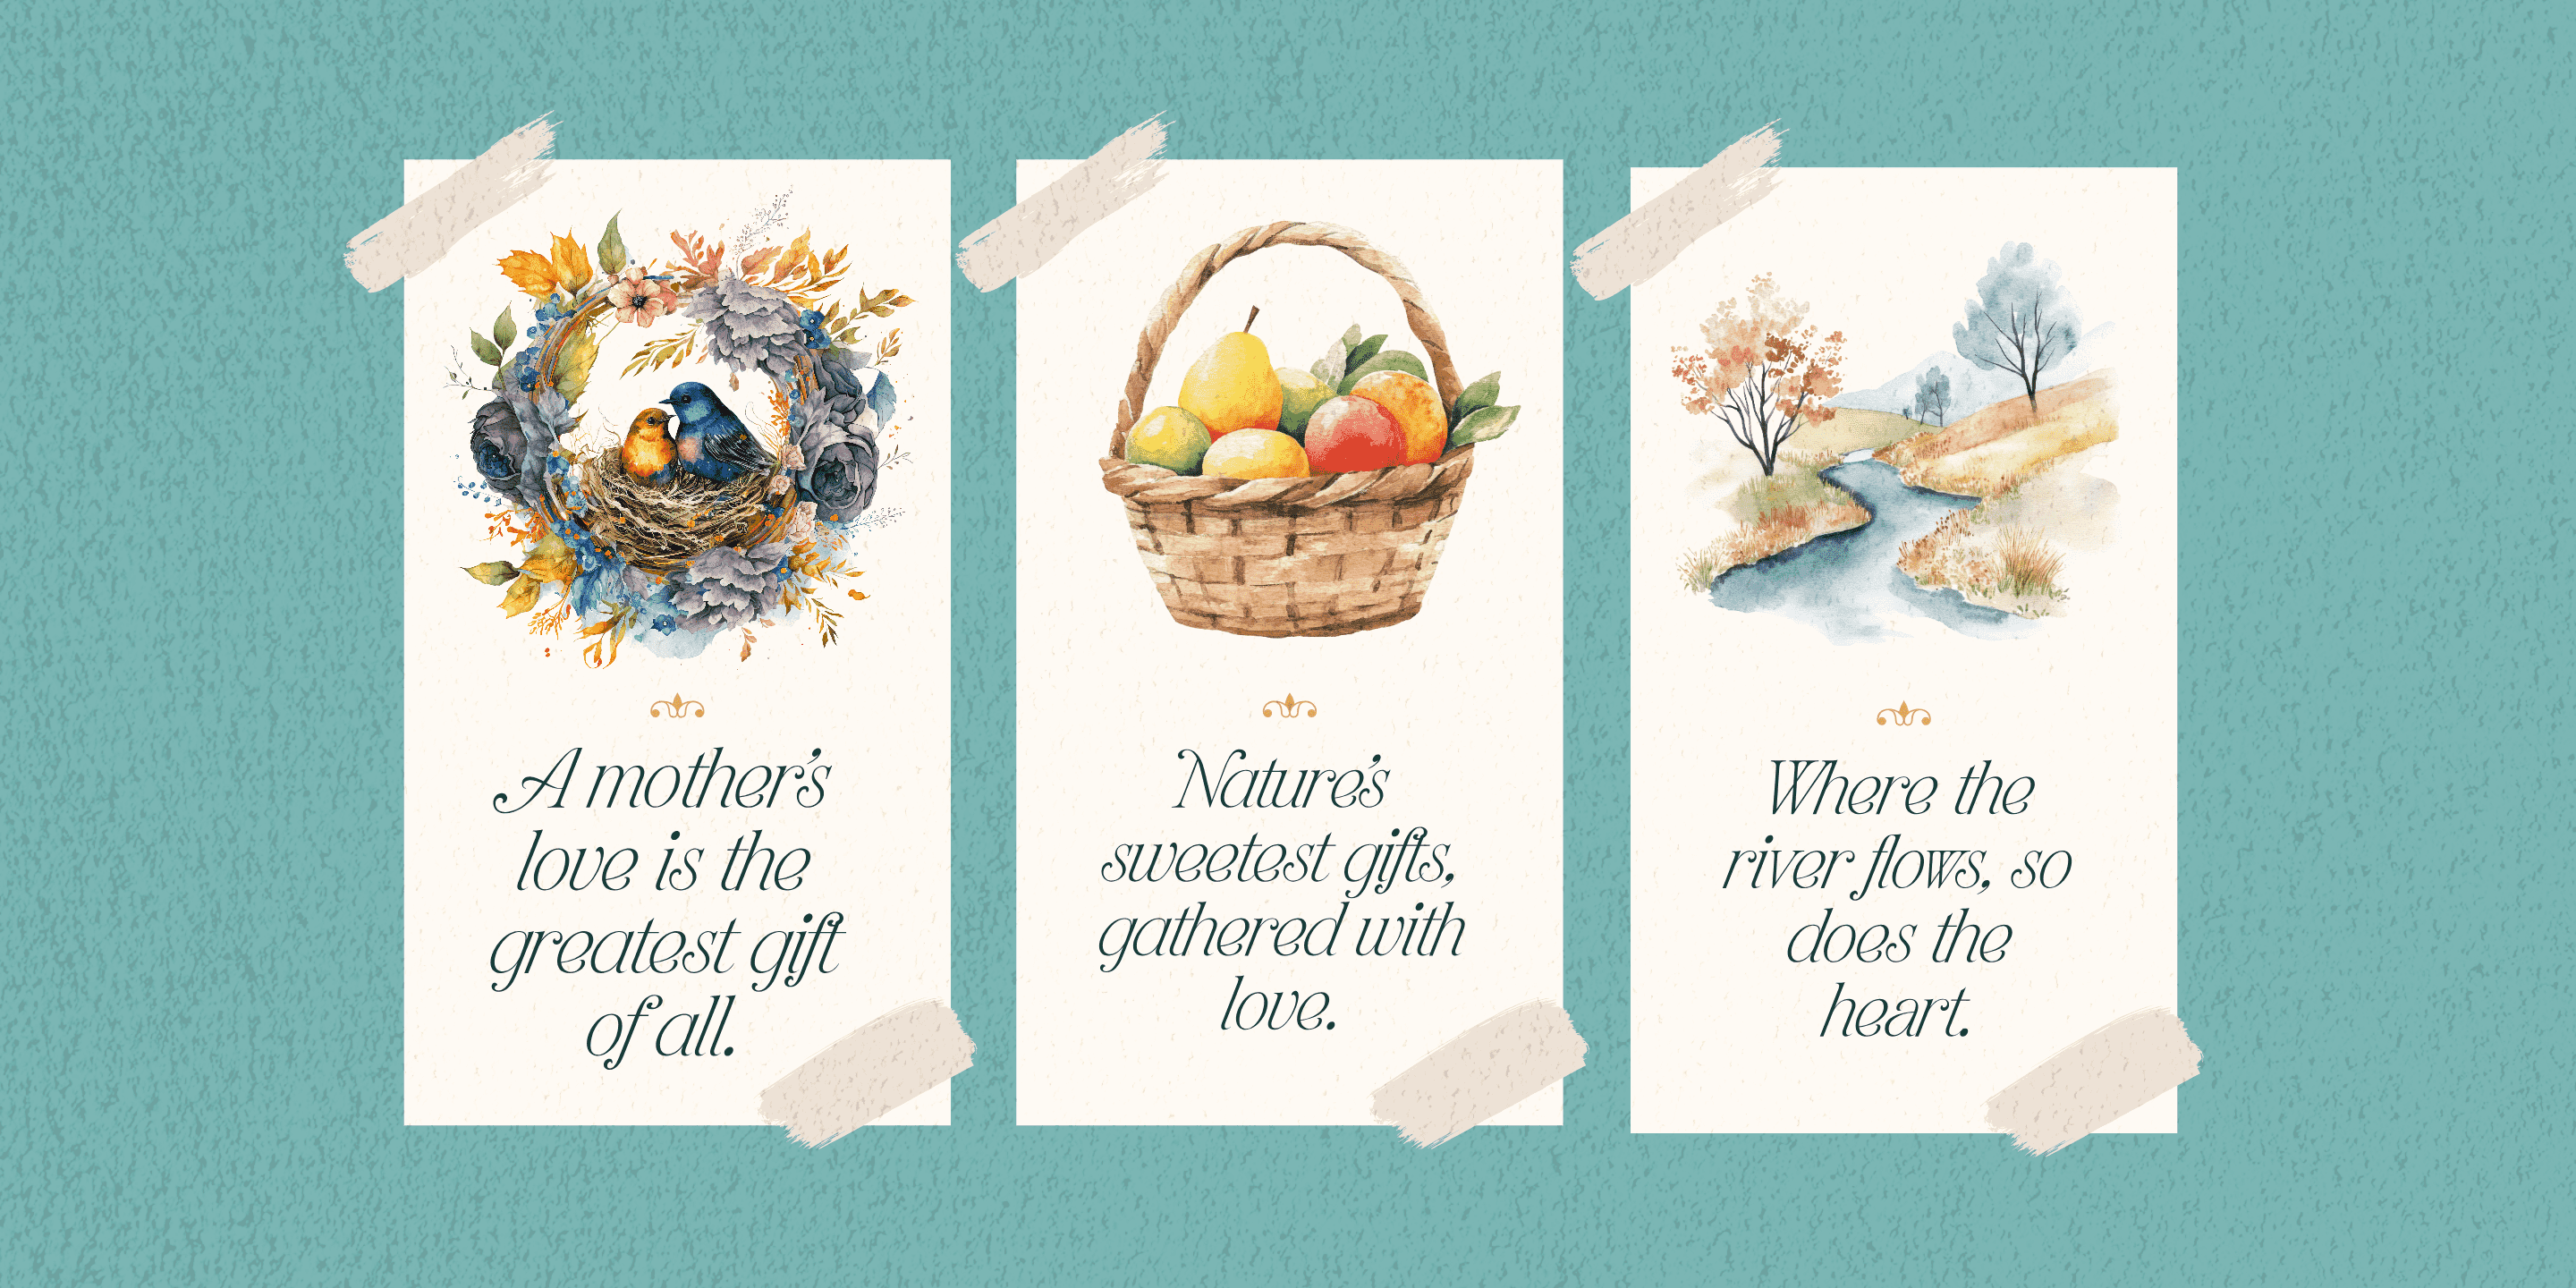 A mother's
love is the
greatest gift
of all.
Nature's
sweetest gifts,
gathered with
love.
Where the
river flows, so
does the
heart.